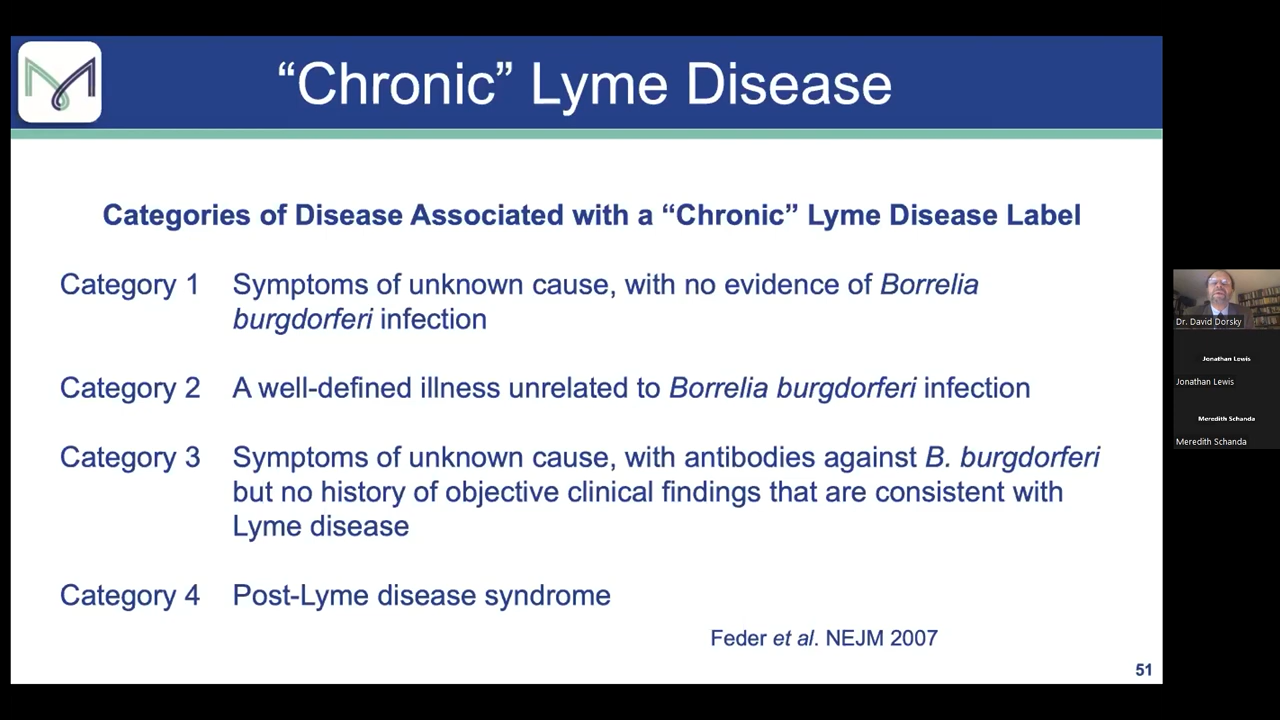 “Chronic” Lyme Disease
Categories of Disease Associated with a “Chronic” Lyme Disease Label
Category 1 Symptoms of unknown cause, with no evidence of Borrelia
burgdorferi infection
Category 2 A well-defined illness unrelated to Borrelia burgdorferi infection
Category 3 Symptoms of unknown cause, with antibodies against B. burgdorferi
but no history of objective clinical findings that are consistent with
Lyme disease
Category 4 Post-Lyme disease syndrome
Feder et al. NEJM 2007
51
Dr. David Dorsky
Jonathan Lewis
Jonathan Lewis
Meredith Schanda
Meredith Schanda